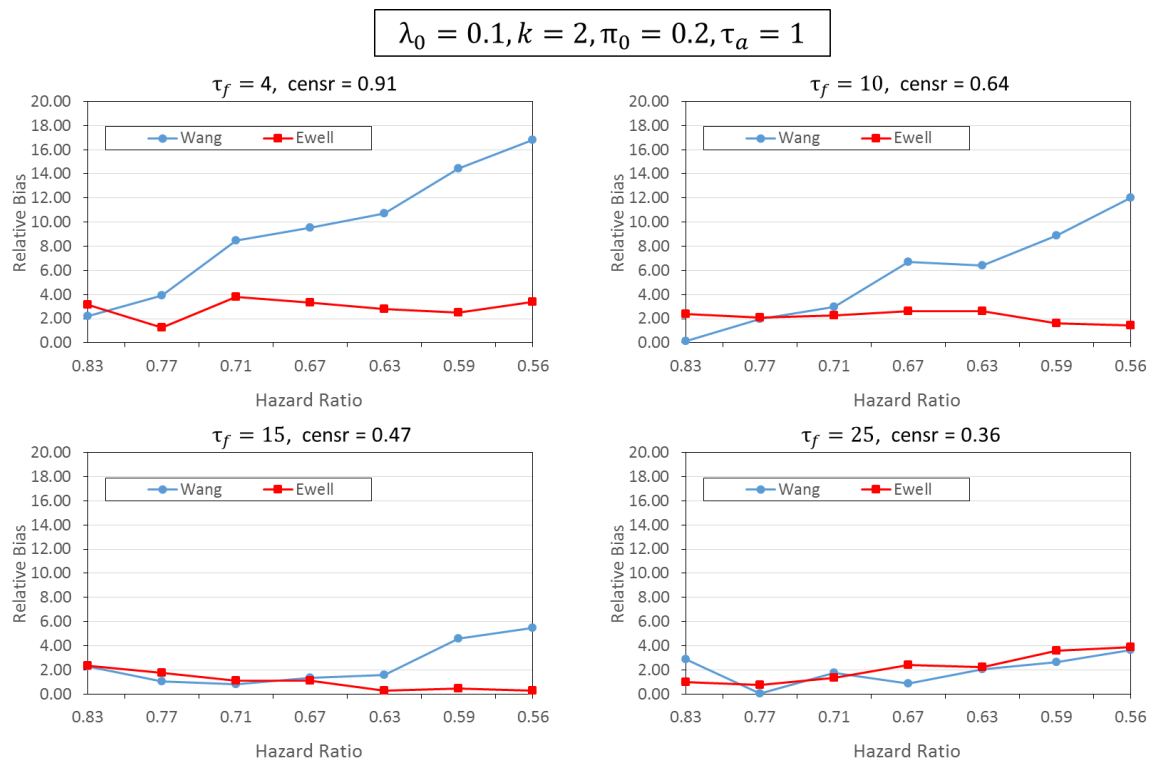 λ₀ = 0.1, k = 2, π₀ = 0.2, τₐ = 1
τ_f = 4, censr = 0.91
20.00
18.00
16.00
14.00
12.00
10.00
8.00
6.00
4.00
2.00
0.00
Relative Bias
Wang Ewell
0.83 0.77 0.71 0.67 0.63 0.59 0.56
Hazard Ratio
τ_f = 10, censr = 0.64
20.00
18.00
16.00
14.00
12.00
10.00
8.00
6.00
4.00
2.00
0.00
Relative Bias
Wang Ewell
0.83 0.77 0.71 0.67 0.63 0.59 0.56
Hazard Ratio
τ_f = 15, censr = 0.47
20.00
18.00
16.00
14.00
12.00
10.00
8.00
6.00
4.00
2.00
0.00
Relative Bias
Wang Ewell
0.83 0.77 0.71 0.67 0.63 0.59 0.56
Hazard Ratio
τ_f = 25, censr = 0.36
20.00
18.00
16.00
14.00
12.00
10.00
8.00
6.00
4.00
2.00
0.00
Relative Bias
Wang Ewell
0.83 0.77 0.71 0.67 0.63 0.59 0.56
Hazard Ratio